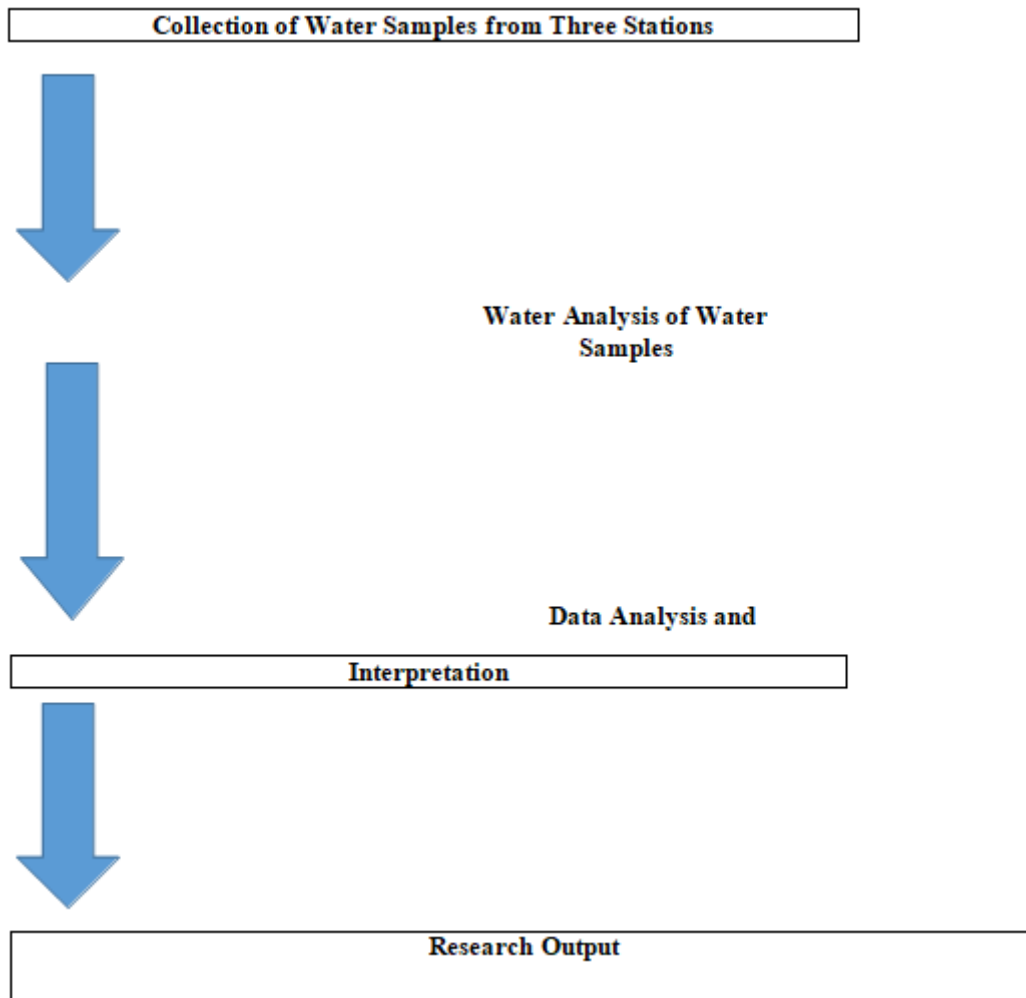 Collection of Water Samples from Three Stations
Water Analysis of Water
Samples
Data Analysis and
Interpretation
Research Output